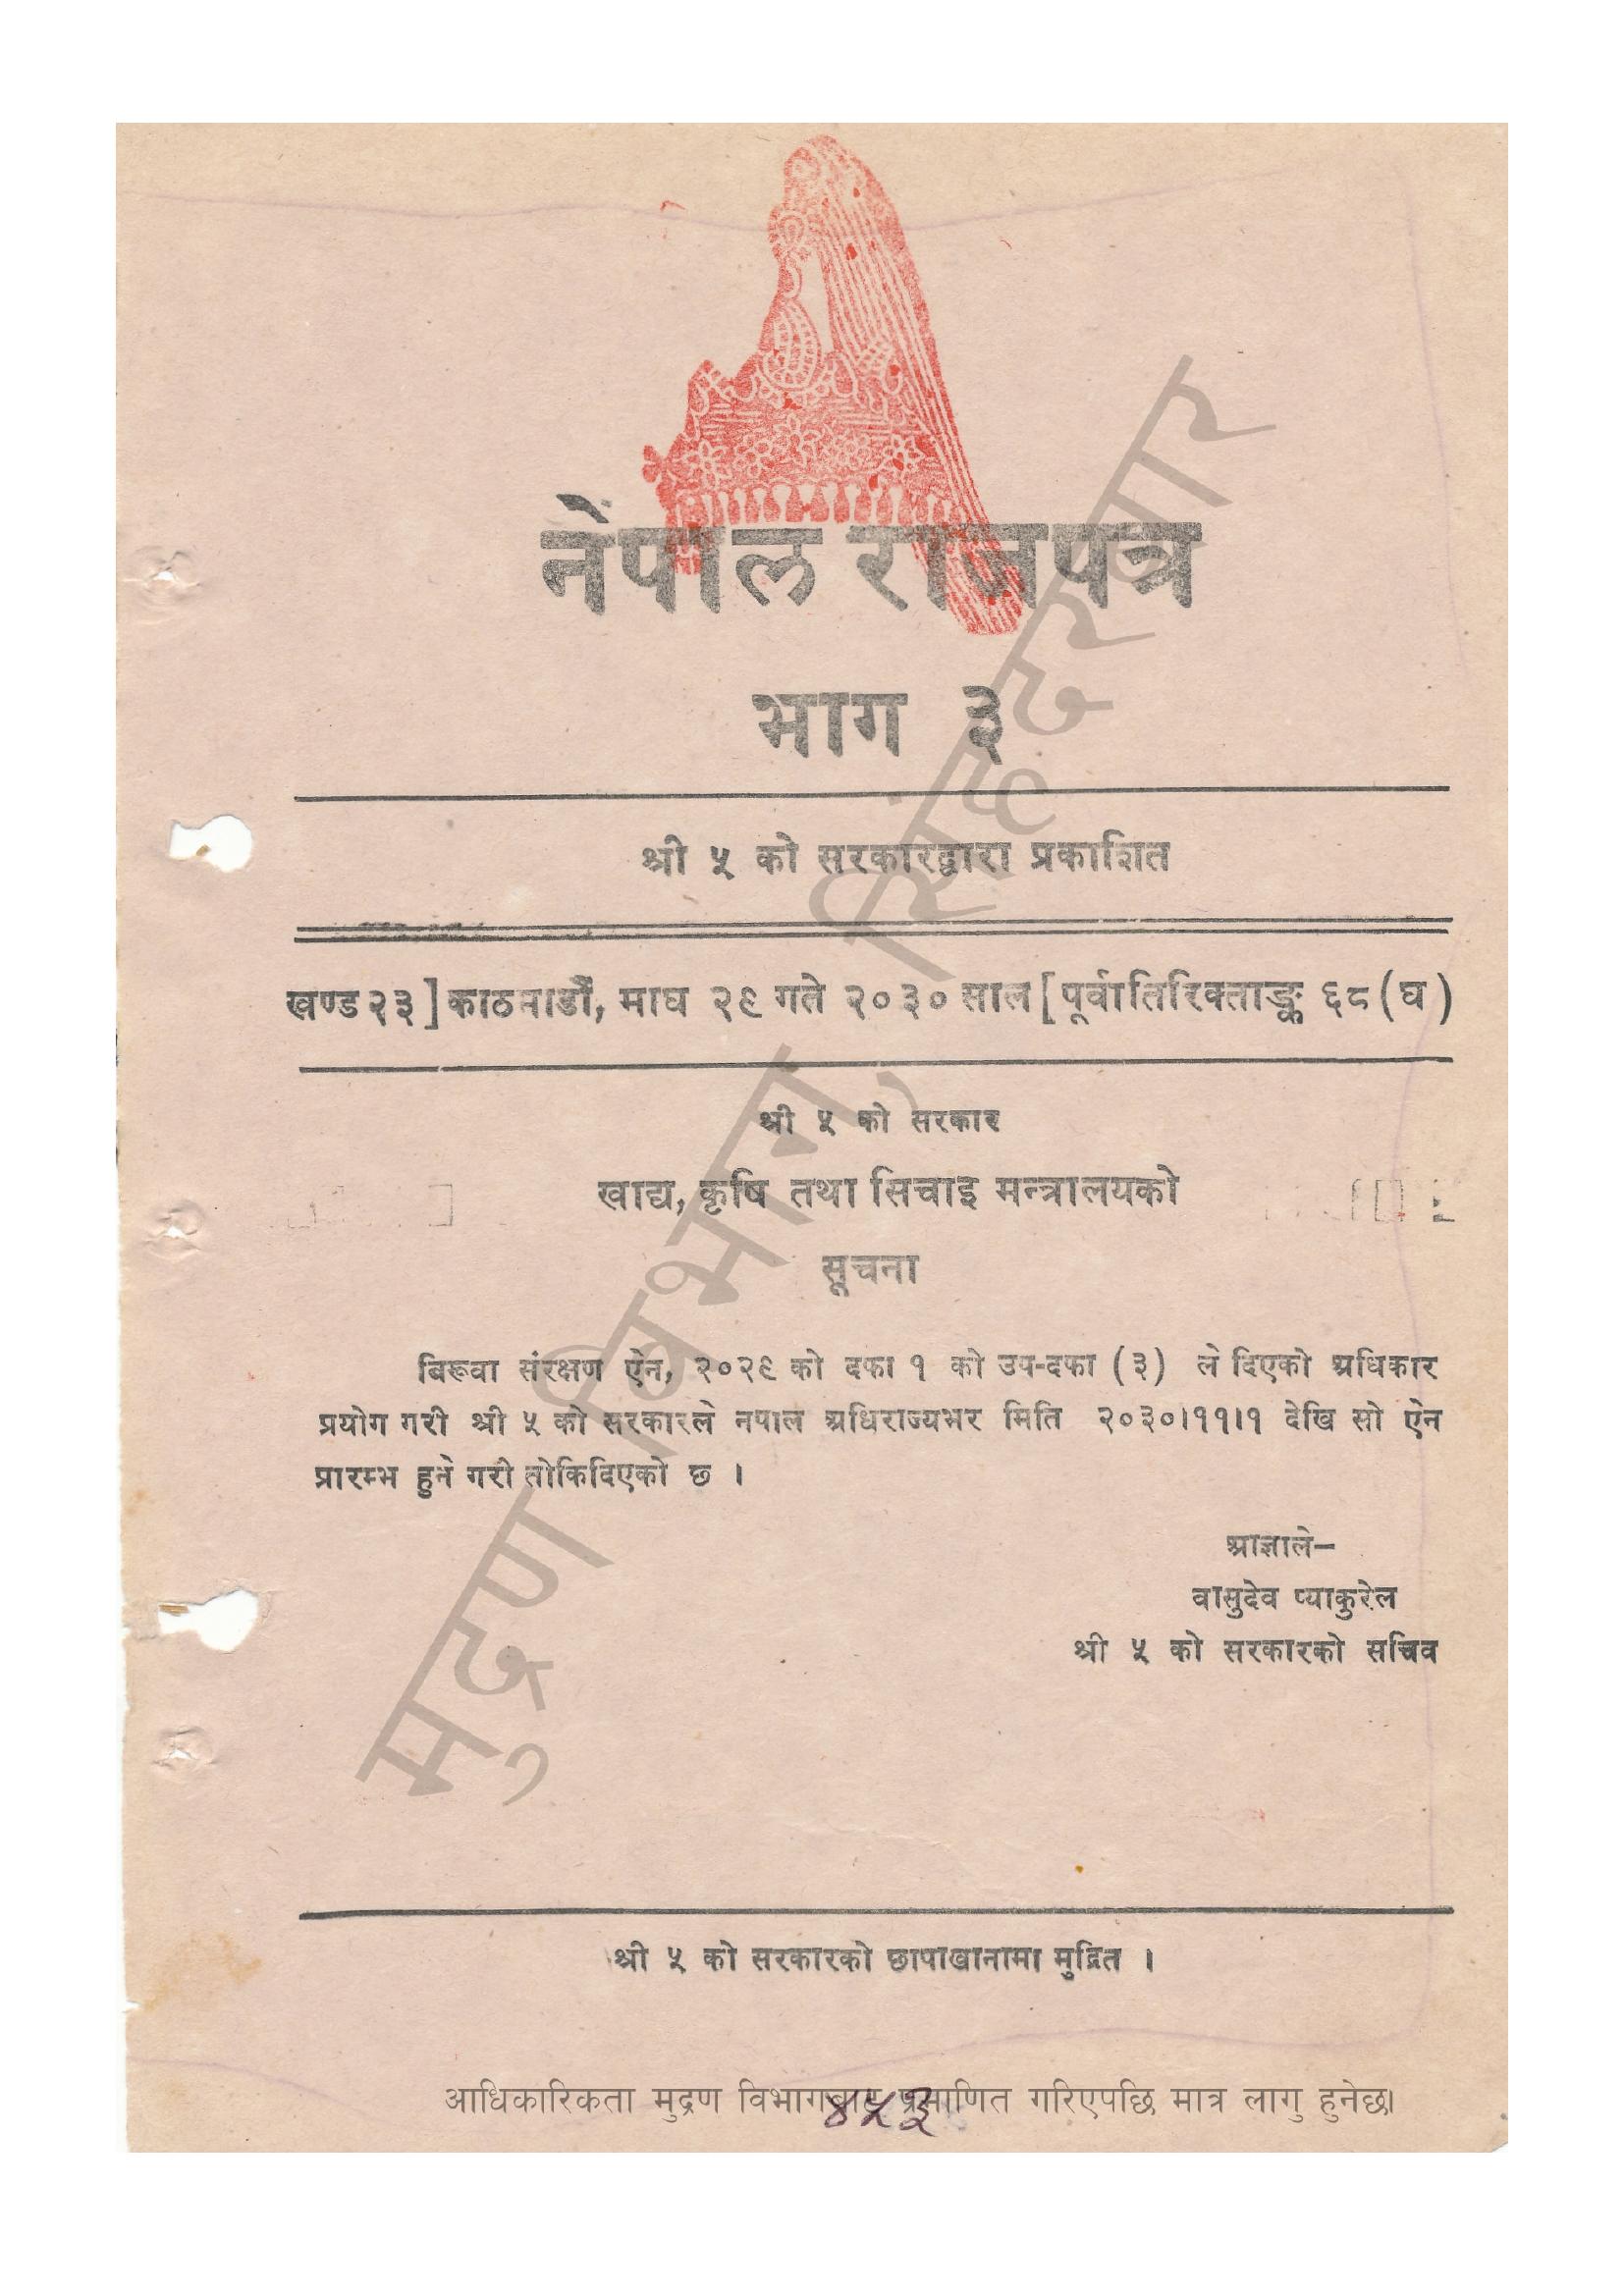 नेपाल राजपत्र
भाग ३
श्री ५ को सरकारद्वारा प्रकाशित
खण्ड २३] काठमाडौं, माघ २९ गते २०३० साल [पूर्वातिरिक्ताङ्क ६८ (घ)
श्री ५ को सरकार
खाद्य, कृषि तथा सिचाइ मन्त्रालयको
सूचना
बिरूवा संरक्षण ऐन, २०२९ को दफा १ को उप-दफा (३) ले दिएको अधिकार
प्रयोग गरी श्री ५ को सरकारले नपाल अधिराज्यभर मिति २०३०।११।१ देखि सो ऐन
प्रारम्भ हुने गरी तोकिदिएको छ ।
आज्ञाले–
वासुदेव प्याकुरेल
श्री ५ को सरकारको सचिव
श्री ५ को सरकारको छापाखानामा मुद्रित ।
आधिकारिकता मुद्रण विभागबाट प्रमाणित गरिएपछि मात्र लागु हुनेछ।
४५३
मुद्रण विभाग, सिंहदरबार